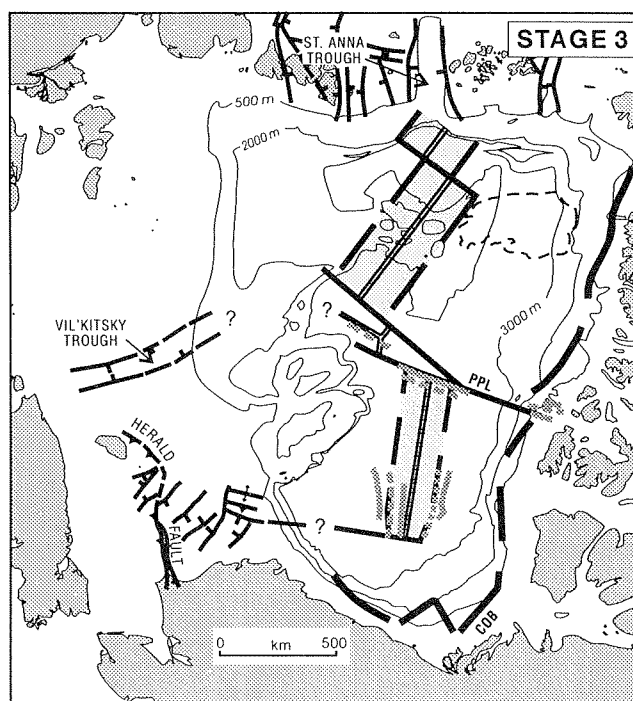 STAGE 3
ST. ANNA
TROUGH
500 m
2000 m
3000 m
?
?
VIL'KITSKY
TROUGH
PPL
HERALD
FAULT
?
COB
0 km 500